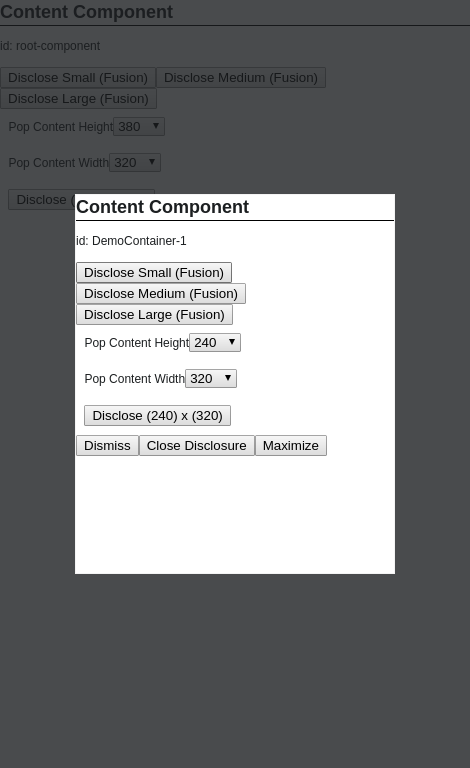 Content Component
id: root-component
Disclose Small (Fusion) Disclose Medium (Fusion)
Disclose Large (Fusion)
Pop Content Height 380
Pop Content Width 320
Disclose (
Content Component
id: DemoContainer-1
Disclose Small (Fusion)
Disclose Medium (Fusion)
Disclose Large (Fusion)
Pop Content Height 240
Pop Content Width 320
Disclose (240) x (320)
Dismiss Close Disclosure Maximize